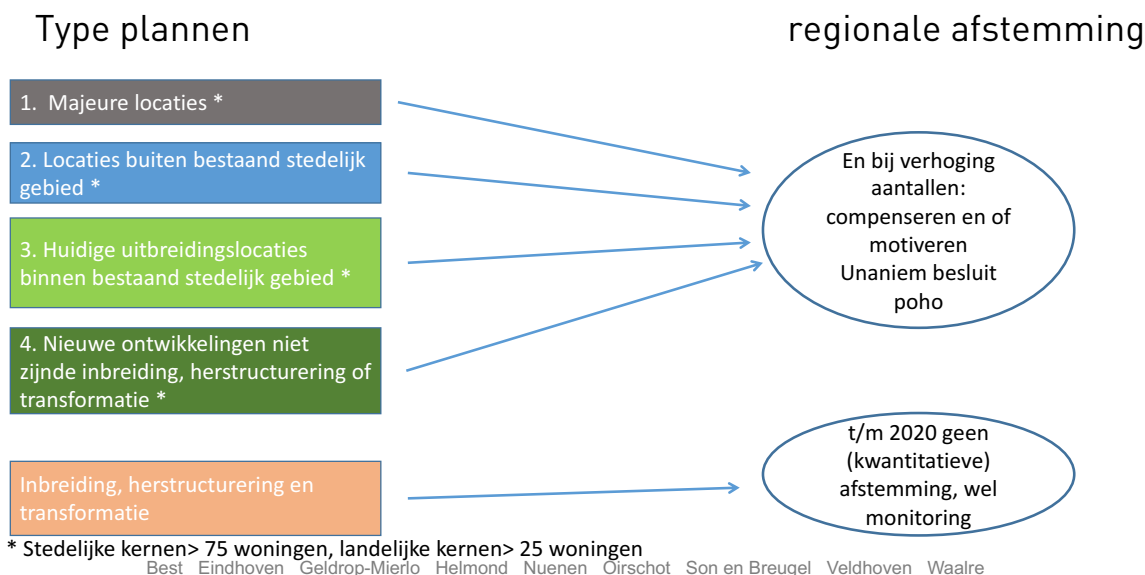 Type plannen
regionale afstemming
1. Majeure locaties *
2. Locaties buiten bestaand stedelijk
gebied *
3. Huidige uitbreidingslocaties
binnen bestaand stedelijk gebied *
4. Nieuwe ontwikkelingen niet
zijnde inbreiding, herstructurering of
transformatie *
Inbreiding, herstructurering en
transformatie
En bij verhoging
aantallen:
compenseren en of
motiveren
Unaniem besluit
poho
t/m 2020 geen
(kwantitatieve)
afstemming, wel
monitoring
* Stedelijke kernen> 75 woningen, landelijke kernen> 25 woningen
Best Eindhoven Geldrop-Mierlo Helmond Nuenen Oirschot Son en Breugel Veldhoven Waalre